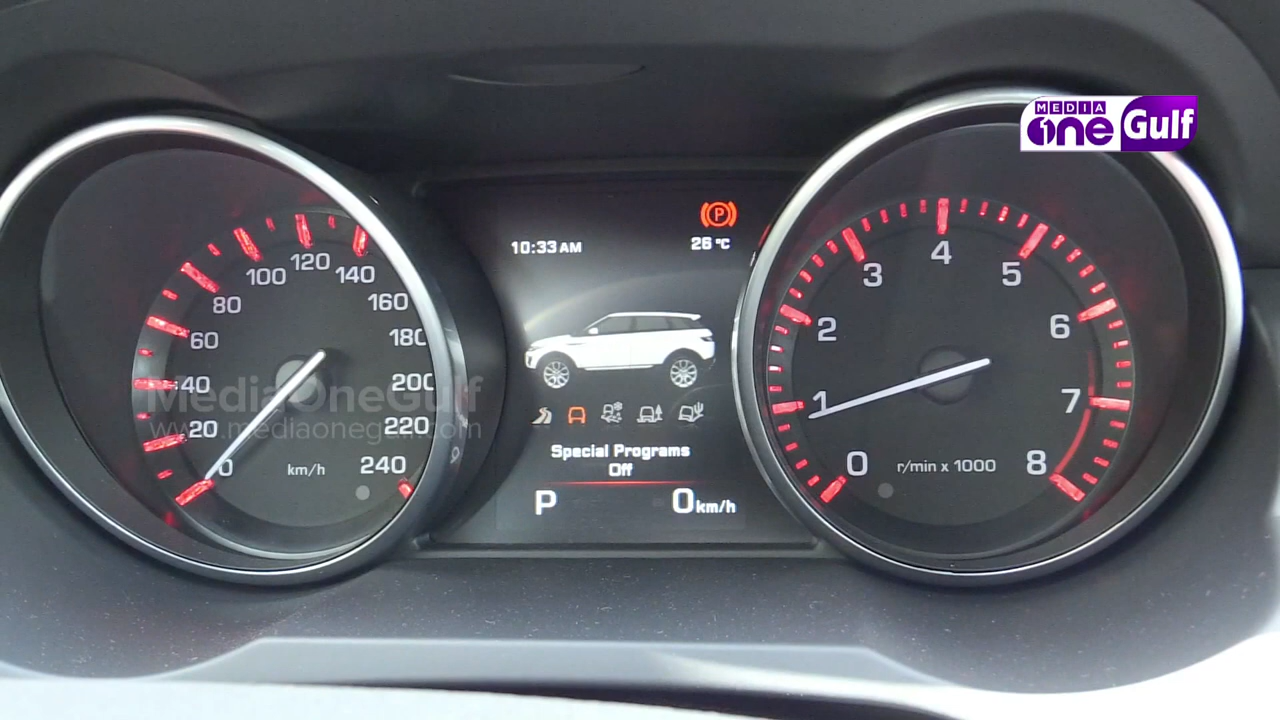 MEDIA
one Gulf
P
10:33 AM
26 °C
0
20
40
60
80
100
120
140
160
180
200
220
240
km/h
MediaOneGulf
www.mediaonegulf.com
Special Programs
Off
P
0 km/h
0
1
2
3
4
5
6
7
8
r/min x 1000